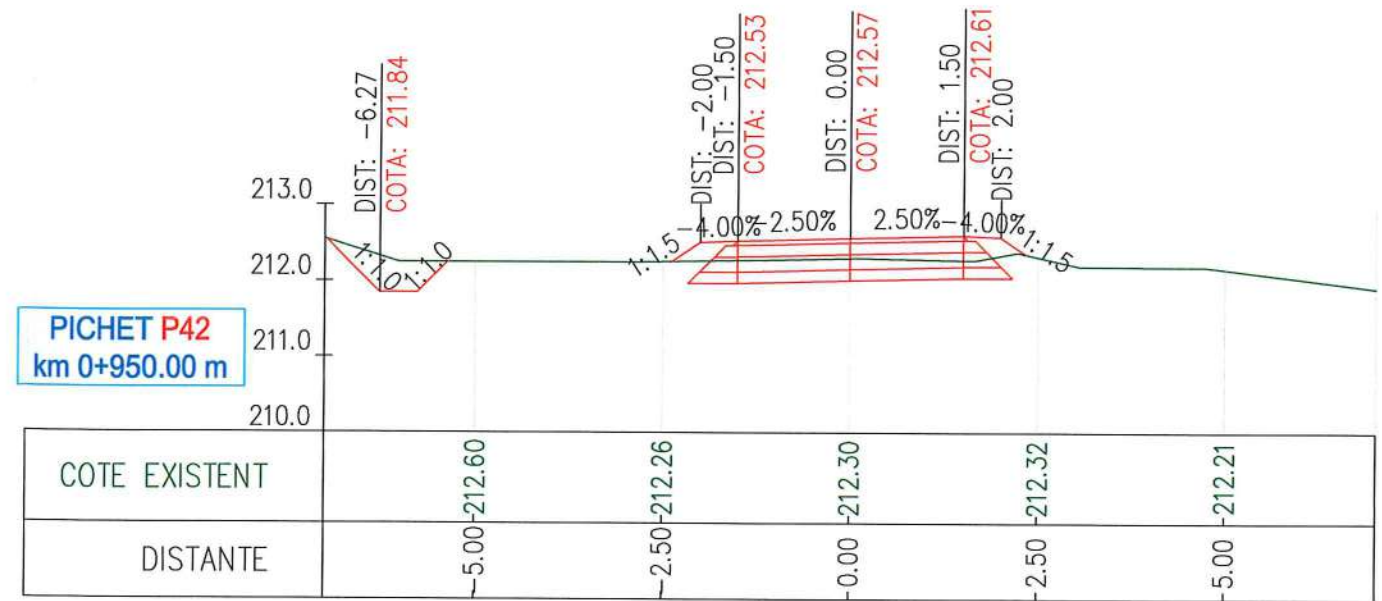 DIST: -6.27
COTA: 211.84
DIST: -2.00
DIST: -1.50
COTA: 212.53
DIST: 0.00
COTA: 212.57
DIST: 1.50
COTA: 212.61
DIST: 2.00
213.0
-4.00%
-2.50%
2.50%
-4.00%
1:1.0
1:1.0
1:1.5
1:1.5
212.0
PICHET P42
km 0+950.00 m
211.0
210.0
COTE EXISTENT
212.60
212.26
212.30
212.32
212.21
DISTANTE
-5.00
-2.50
0.00
2.50
5.00